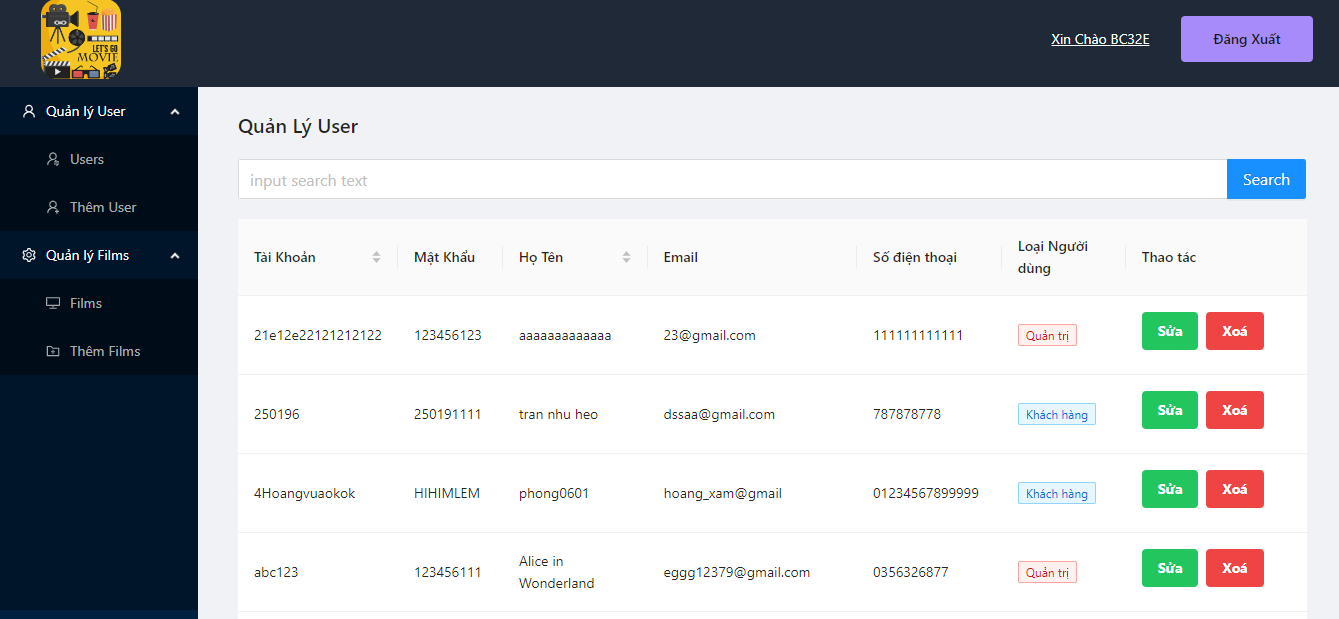 LET'S GO
MOVIE
Xin Chào BC32E
Đăng Xuất
Quản lý User
Users
Thêm User
Quản lý Films
Films
Thêm Films
Quản Lý User
input search text
Search
Tài Khoản Mật Khẩu Họ Tên Email Số điện thoại Loại Người dùng Thao tác
21e12e22121212122 123456123 aaaaaaaaaaaaa 23@gmail.com 111111111111 Quản trị Sửa Xoá
250196 250191111 tran nhu heo dssaa@gmail.com 787878778 Khách hàng Sửa Xoá
4Hoangvuaokok HIHIMLEM phong0601 hoang_xam@gmail 01234567899999 Khách hàng Sửa Xoá
abc123 123456111 Alice in Wonderland eggg12379@gmail.com 0356326877 Quản trị Sửa Xoá